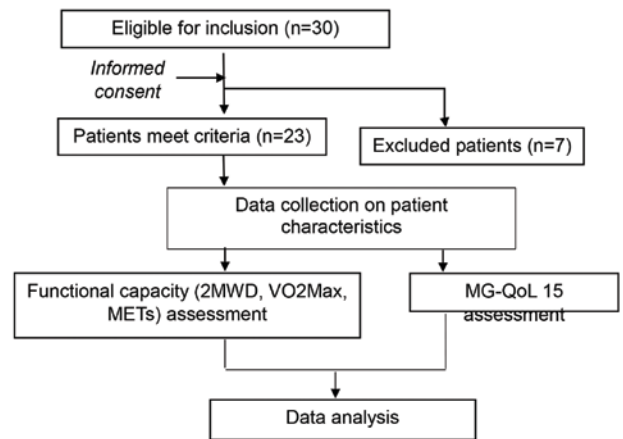 Eligible for inclusion (n=30)
Informed
consent
Patients meet criteria (n=23)
Excluded patients (n=7)
Data collection on patient
characteristics
Functional capacity (2MWD, VO2Max,
METs) assessment
MG-QoL 15
assessment
Data analysis